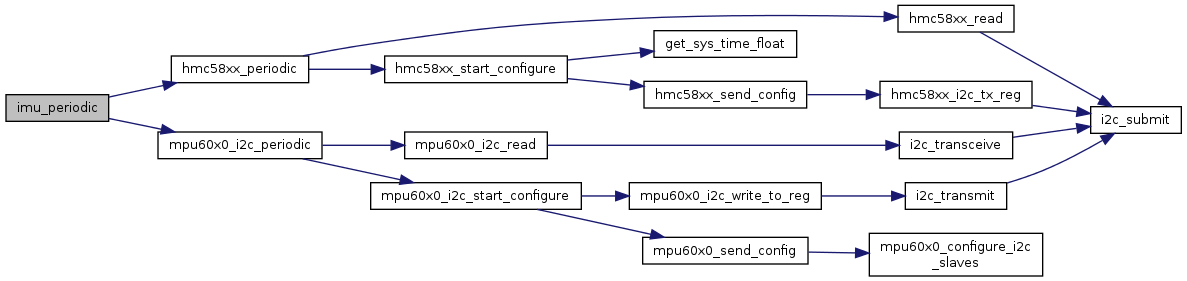 hmc58xx_read
get_sys_time_float
hmc58xx_periodic
hmc58xx_start_configure
hmc58xx_send_config
hmc58xx_i2c_tx_reg
imu_periodic
i2c_submit
mpu60x0_i2c_periodic
mpu60x0_i2c_read
i2c_transceive
mpu60x0_i2c_start_configure
mpu60x0_i2c_write_to_reg
i2c_transmit
mpu60x0_send_config
mpu60x0_configure_i2c
_slaves